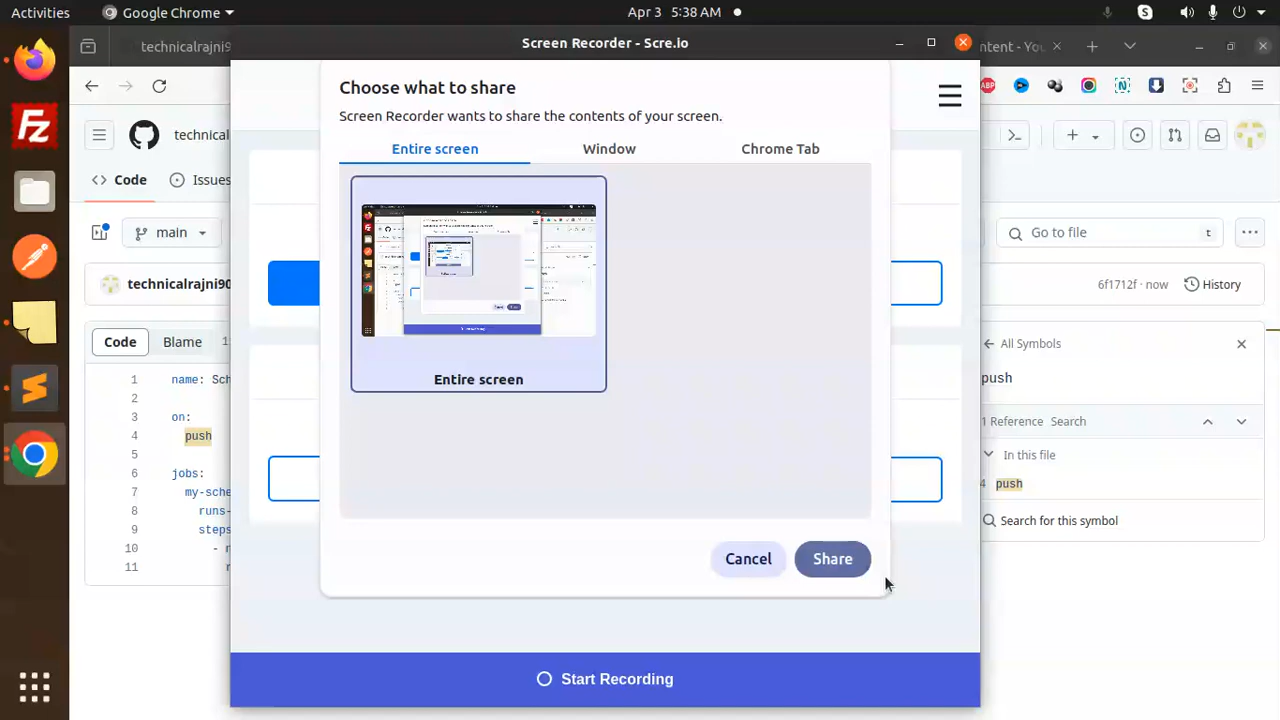 Activities
Google Chrome
Apr 3 5:38 AM
technicalrajni9
Screen Recorder - Scre.io
ntent - You
ABP
technical
Choose what to share
Screen Recorder wants to share the contents of your screen.
Entire screen
Window
Chrome Tab
Entire screen
Cancel
Share
Start Recording
Code
Issues
main
Go to file
t
technicalrajni90
6f1712f · now
History
Code
Blame
1
1 name: Sch
2
3 on:
4 push
5
6 jobs:
7 my-sche
8 runs-
9 steps
10 - n
11 r
All Symbols
push
1 Reference Search
In this file
4 push
Search for this symbol